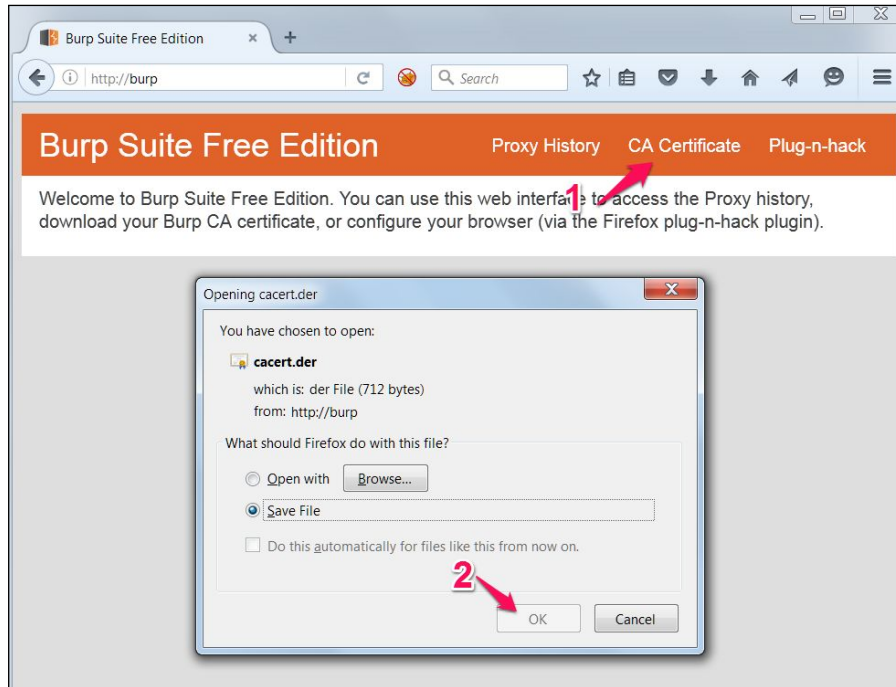 Burp Suite Free Edition
http://burp
Search
Burp Suite Free Edition
Proxy History CA Certificate Plug-n-hack
1
Welcome to Burp Suite Free Edition. You can use this web interface to access the Proxy history,
download your Burp CA certificate, or configure your browser (via the Firefox plug-n-hack plugin).
Opening cacert.der
You have chosen to open:
cacert.der
which is: der File (712 bytes)
from: http://burp
What should Firefox do with this file?
Open with Browse...
Save File
Do this automatically for files like this from now on.
2
OK Cancel